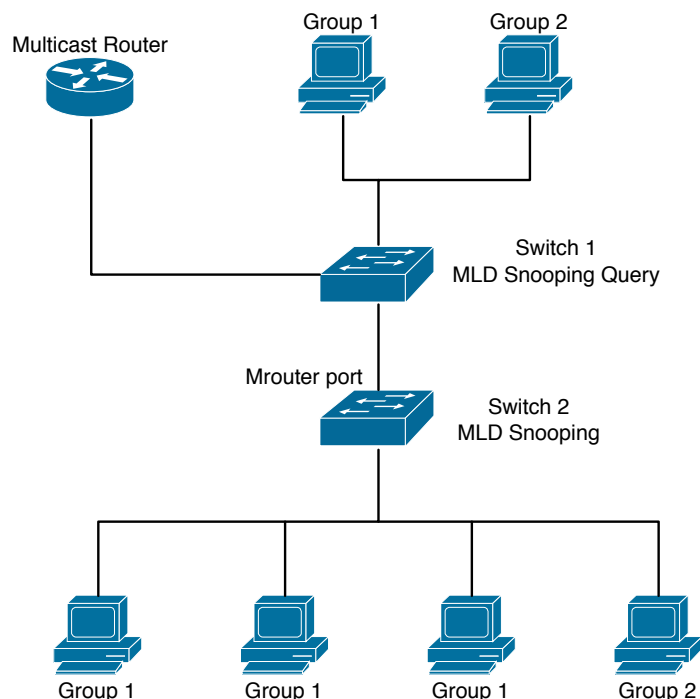 Group 1
Group 2
Multicast Router
Switch 1
MLD Snooping Query
Mrouter port
Switch 2
MLD Snooping
Group 1
Group 1
Group 1
Group 2